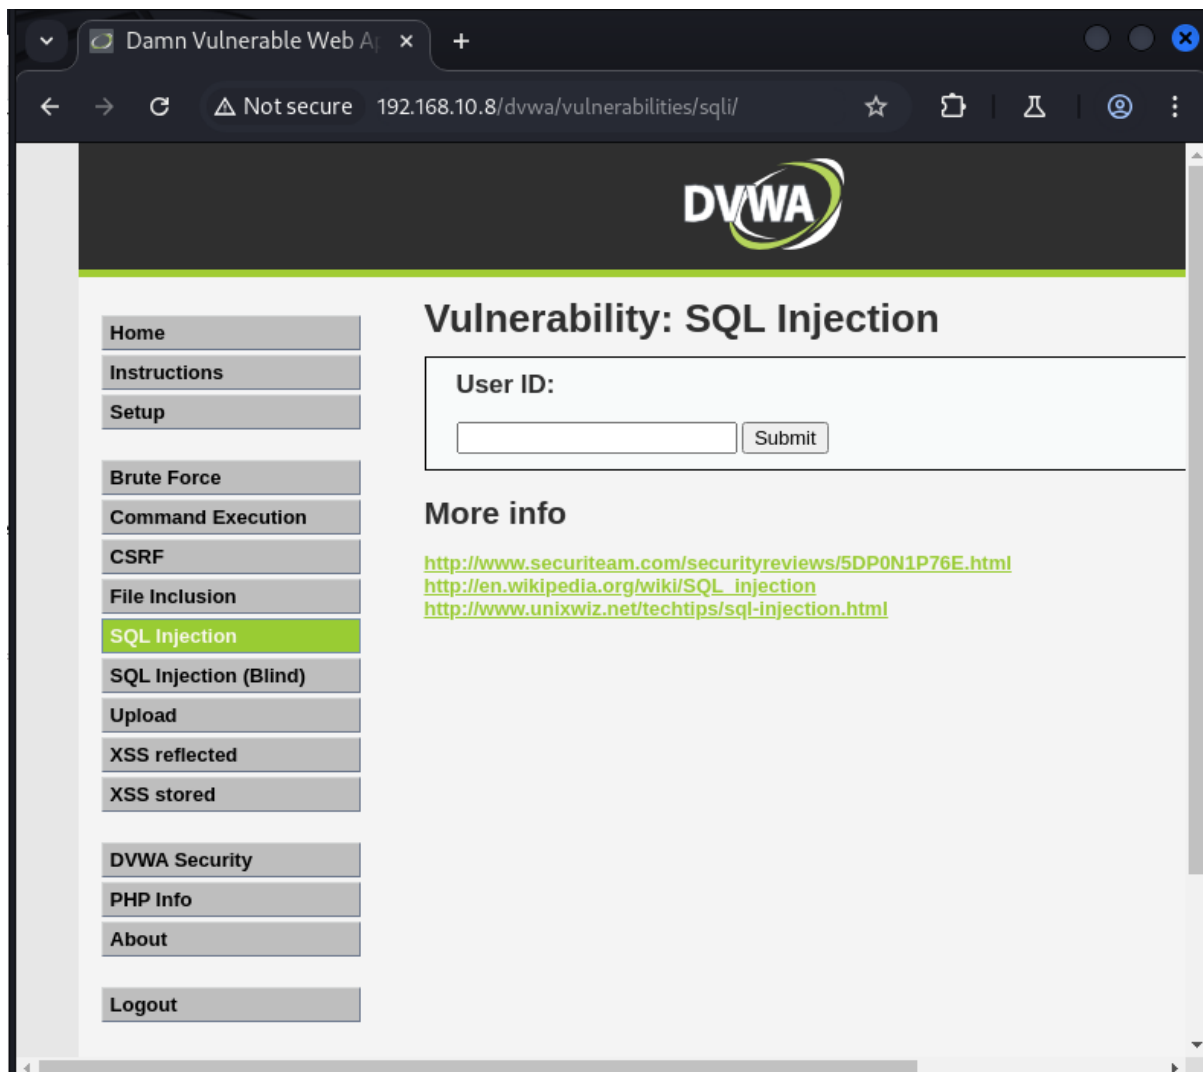 Damn Vulnerable Web Ap
Not secure 192.168.10.8/dvwa/vulnerabilities/sqli/
DVWA
Home
Instructions
Setup
Brute Force
Command Execution
CSRF
File Inclusion
SQL Injection
SQL Injection (Blind)
Upload
XSS reflected
XSS stored
DVWA Security
PHP Info
About
Logout
Vulnerability: SQL Injection
User ID:
Submit
More info
http://www.securiteam.com/securityreviews/5DP0N1P76E.html
http://en.wikipedia.org/wiki/SQL_injection
http://www.unixwiz.net/techtips/sql-injection.html